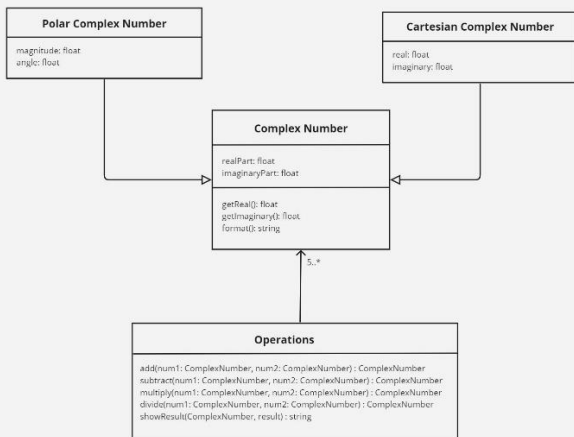 Polar Complex Number
magnitude: float
angle: float
Cartesian Complex Number
real: float
imaginary: float
Complex Number
realPart: float
imaginaryPart: float
getReal(): float
getImaginary(): float
format(): string
5..*
Operations
add(num1: ComplexNumber, num2: ComplexNumber) : ComplexNumber
subtract(num1: ComplexNumber, num2: ComplexNumber) : ComplexNumber
multiply(num1: ComplexNumber, num2: ComplexNumber) : ComplexNumber
divide(num1: ComplexNumber, num2: ComplexNumber) : ComplexNumber
showResult(ComplexNumber, result) : string